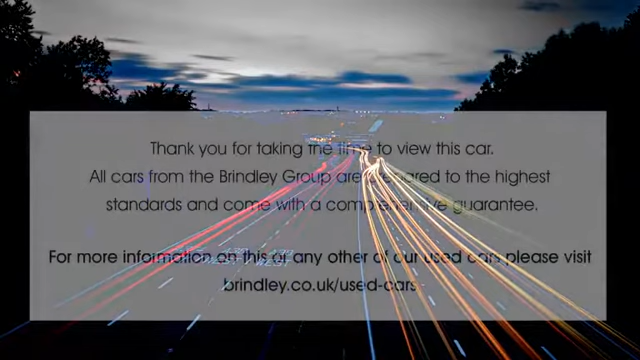 Thank you for taking the time to view this car.
All cars from the Brindley Group are prepared to the highest
standards and come with a comprehensive guarantee.
For more information on this or any other of our used cars please visit
brindley.co.uk/used-cars